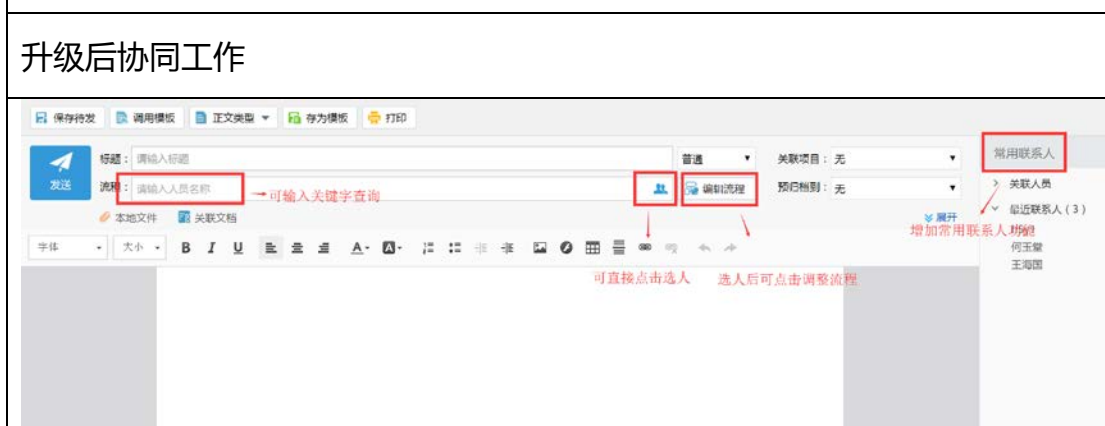 升级后协同工作
保存待发 调用模板 正文类型 存为模板 打印
发送
标题：请输入标题 普通 关联项目：无
流程：请输入人员名称 编辑流程 预归档到：无
→可输入关键字查询
本地文件 关联文档 展开
常用联系人
关联人员
最近联系人（3）
增加常用联系人
何玉堂
王海国
字体 大小 B I U A A
可直接点击选人 选人后可点击调整流程